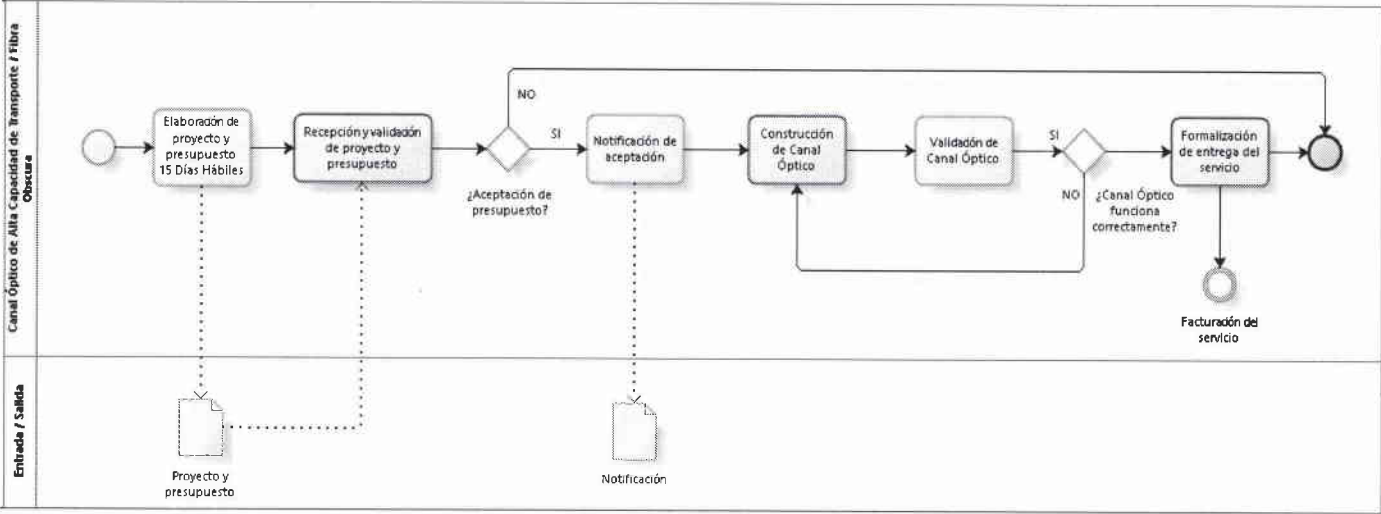 Canal Óptico de Alta Capacidad de Transporte / Fibra
Obscura
Elaboración de
proyecto y
presupuesto
15 Días Hábiles
Recepción y validación
de proyecto y
presupuesto
¿Aceptación de
presupuesto?
NO
SI
Notificación de
aceptación
Construcción
de Canal
Óptico
Validación de
Canal Óptico
SI
NO
¿Canal Óptico
funciona
correctamente?
Formalización
de entrega del
servicio
Facturación del
servicio
Entrada / Salida
Proyecto y
presupuesto
Notificación